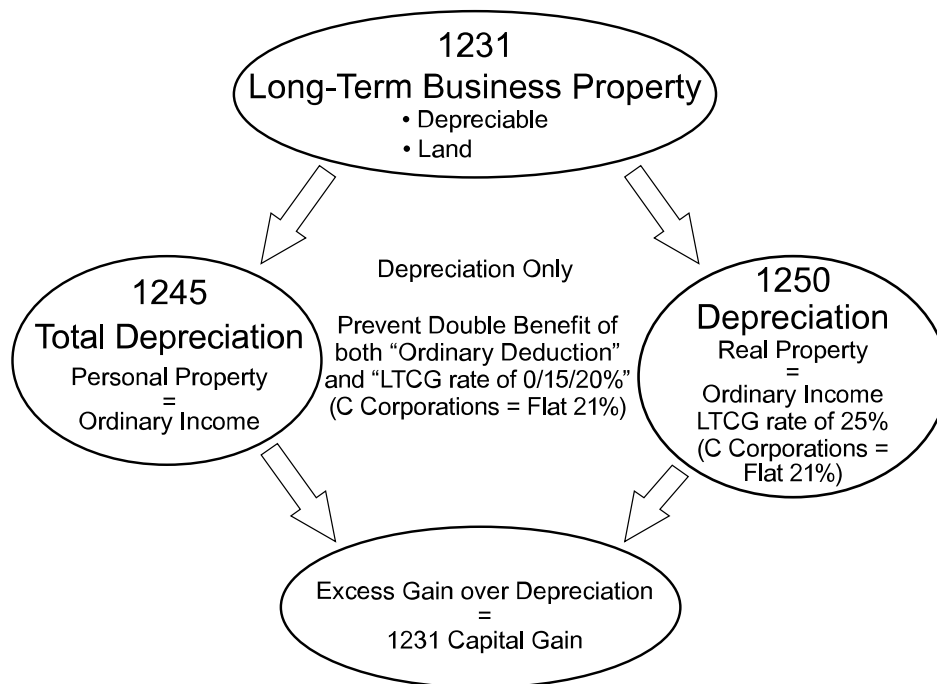 1231
Long-Term Business Property
• Depreciable
• Land
1245
Total Depreciation
Personal Property
=
Ordinary Income
Depreciation Only
Prevent Double Benefit of
both “Ordinary Deduction”
and “LTCG rate of 0/15/20%”
(C Corporations = Flat 21%)
1250
Depreciation
Real Property
=
Ordinary Income
LTCG rate of 25%
(C Corporations =
Flat 21%)
Excess Gain over Depreciation
=
1231 Capital Gain